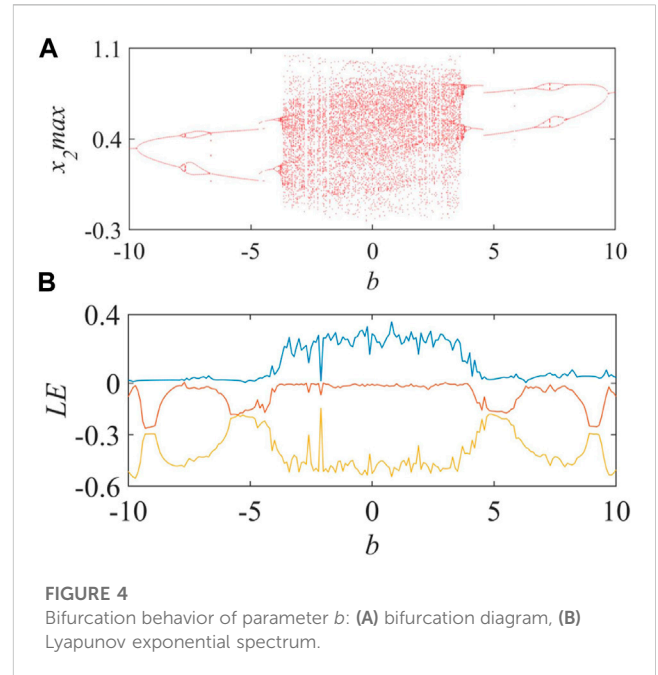 A
1.1
0.4
-0.3
x2max
-10 -5 0 5 10
b
B
0.4
0
-0.3
-0.6
LE
-10 -5 0 5 10
b
FIGURE 4
Bifurcation behavior of parameter b: (A) bifurcation diagram, (B)
Lyapunov exponential spectrum.